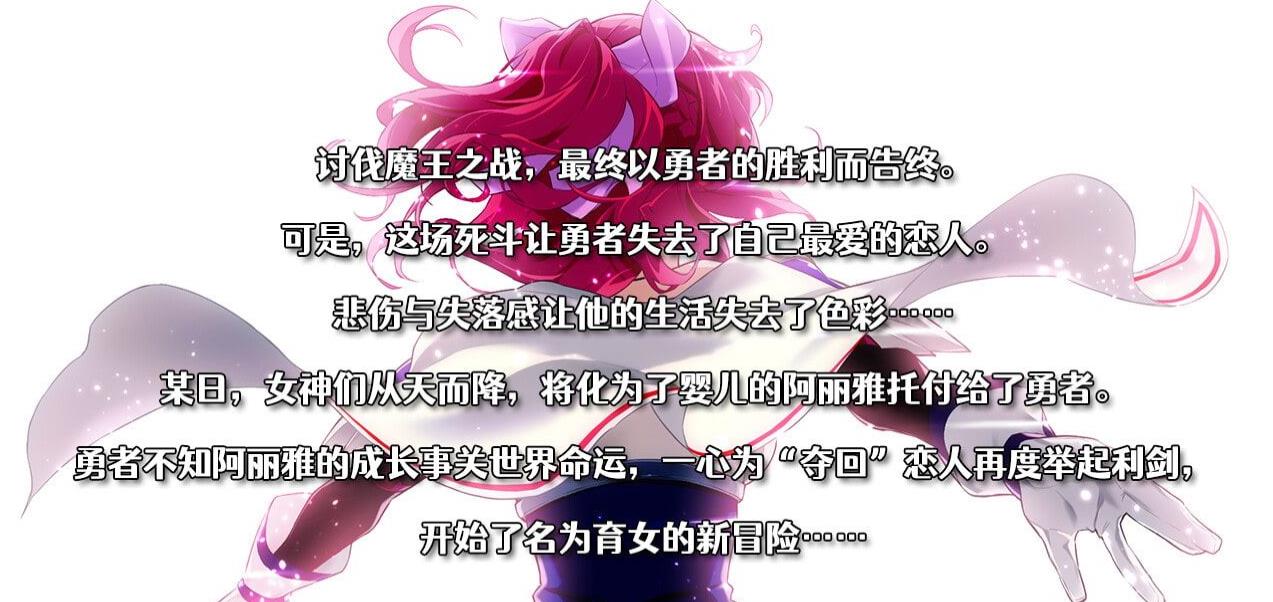 讨伐魔王之战，最终以勇者的胜利而告终。
可是，这场死斗让勇者失去了自己最爱的恋人。
悲伤与失落感让他的生活失去了色彩……
某日，女神们从天而降，将化为了婴儿的阿丽雅托付给了勇者。
勇者不知阿丽雅的成长事关世界命运，一心为“夺回”恋人再度举起利剑，
开始了名为育女的新冒险……